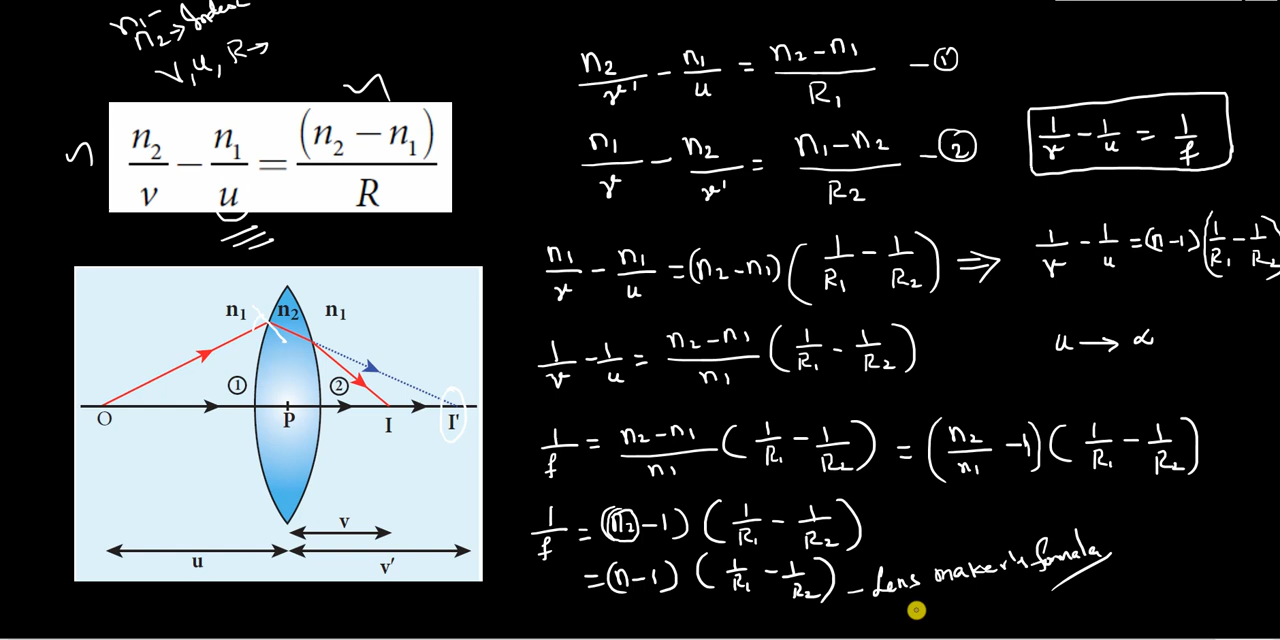 n₁-
n₂→Index
v, u, R→
n₂/v − n₁/u = (n₂ − n₁)/R
n₁ n₂ n₁
① ②
O P I I'
v
u v′
n₂/v' − n₁/u = n₂−n₁/R₁ −①
n₁/v − n₂/v' = n₁−n₂/R₂ −②
n₁/v − n₁/u = (n₂−n₁)(1/R₁ − 1/R₂) ⇒
1/v − 1/u = n₂−n₁/n₁ (1/R₁ − 1/R₂)
1/f = n₂−n₁/n₁ (1/R₁ − 1/R₂) = (n₂/n₁ −1)(1/R₁ − 1/R₂)
1/f = (n₂−1)(1/R₁ − 1/R₂)
=(n−1)(1/R₁ − 1/R₂) − Lens maker's formula
1/v − 1/u = 1/f
1/v − 1/u = (n−1)(1/R₁ − 1/R₂)
u → ∝